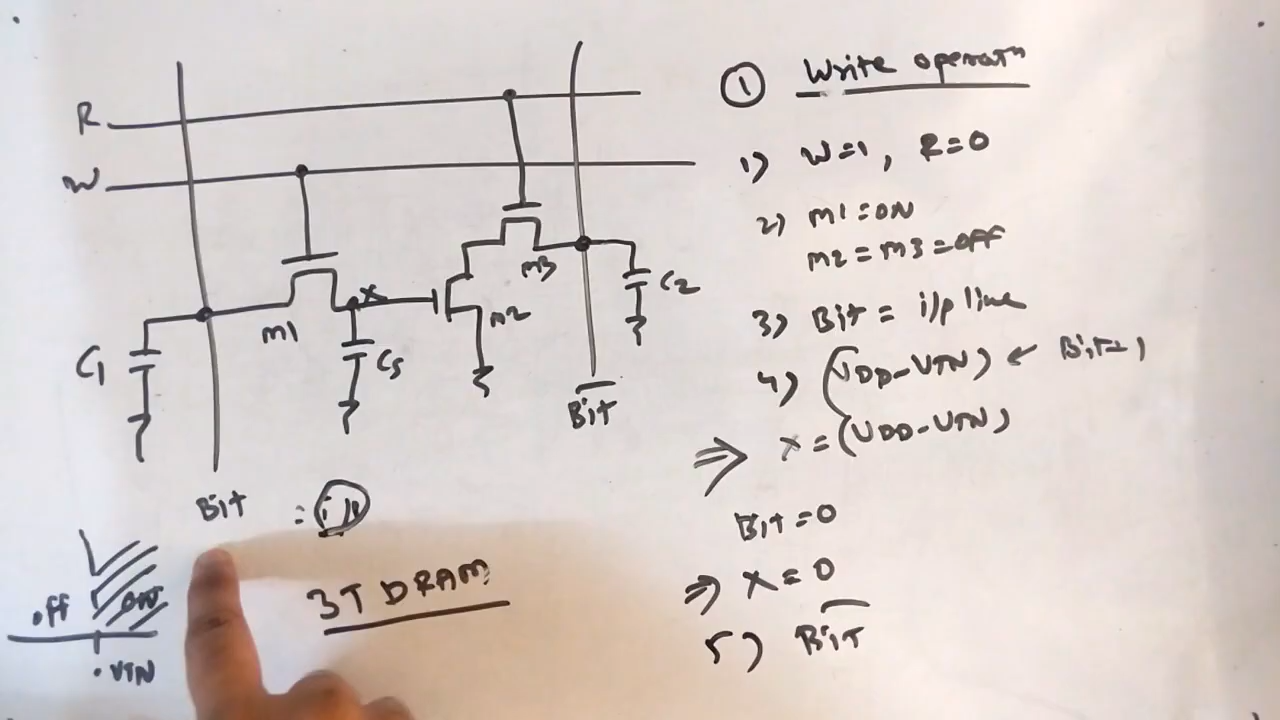 R
W
M1
X
Cs
M2
M3
C2
C1
Bit
Bit
= i/p
3T DRAM
off
ON
VTN
① Write operatn
1) W=1, R=0
2) M1=ON
M2=M3=OFF
3) Bit = i/p line
4) (VDD-VTN) ← Bit=1
⇒ X=(VDD-VTN)
Bit=0
⇒ X=0
5) Bit